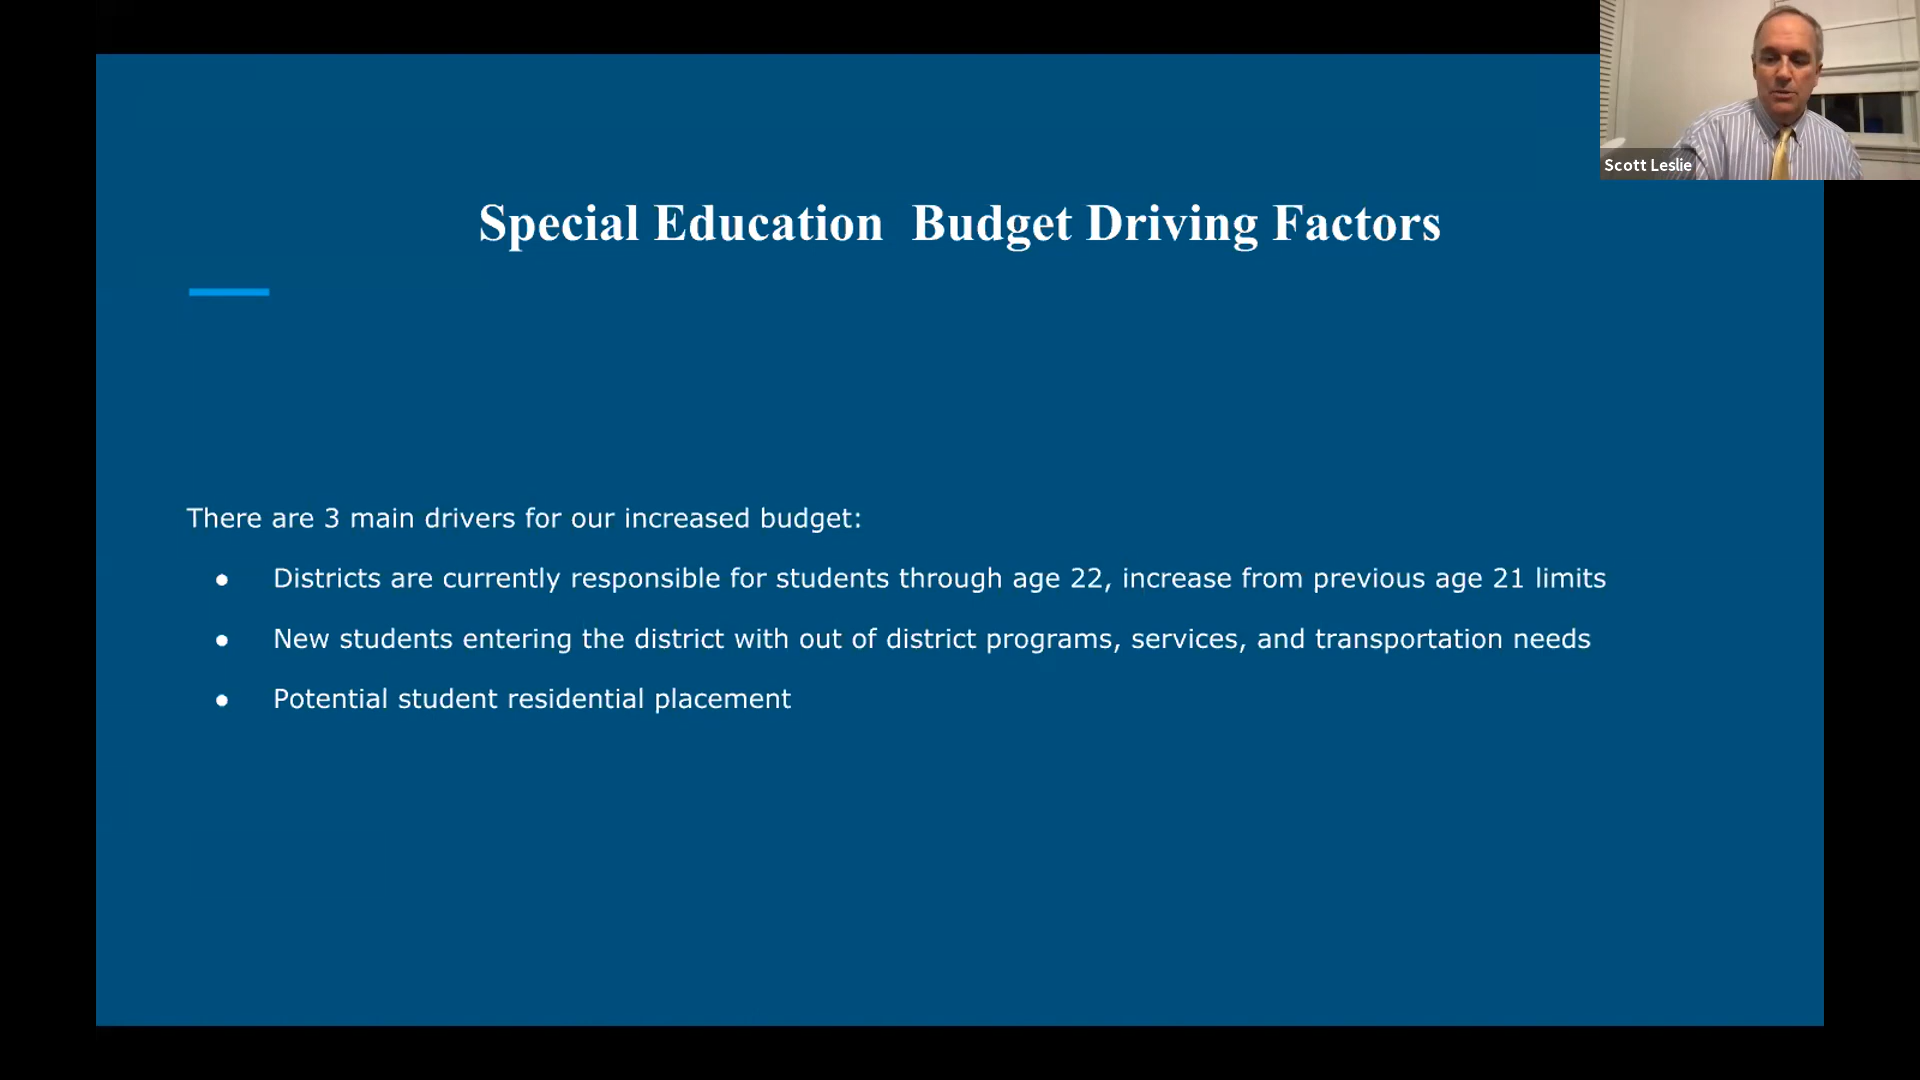 Scott Leslie
Special Education  Budget Driving Factors
There are 3 main drivers for our increased budget:
● Districts are currently responsible for students through age 22, increase from previous age 21 limits
● New students entering the district with out of district programs, services, and transportation needs
● Potential student residential placement